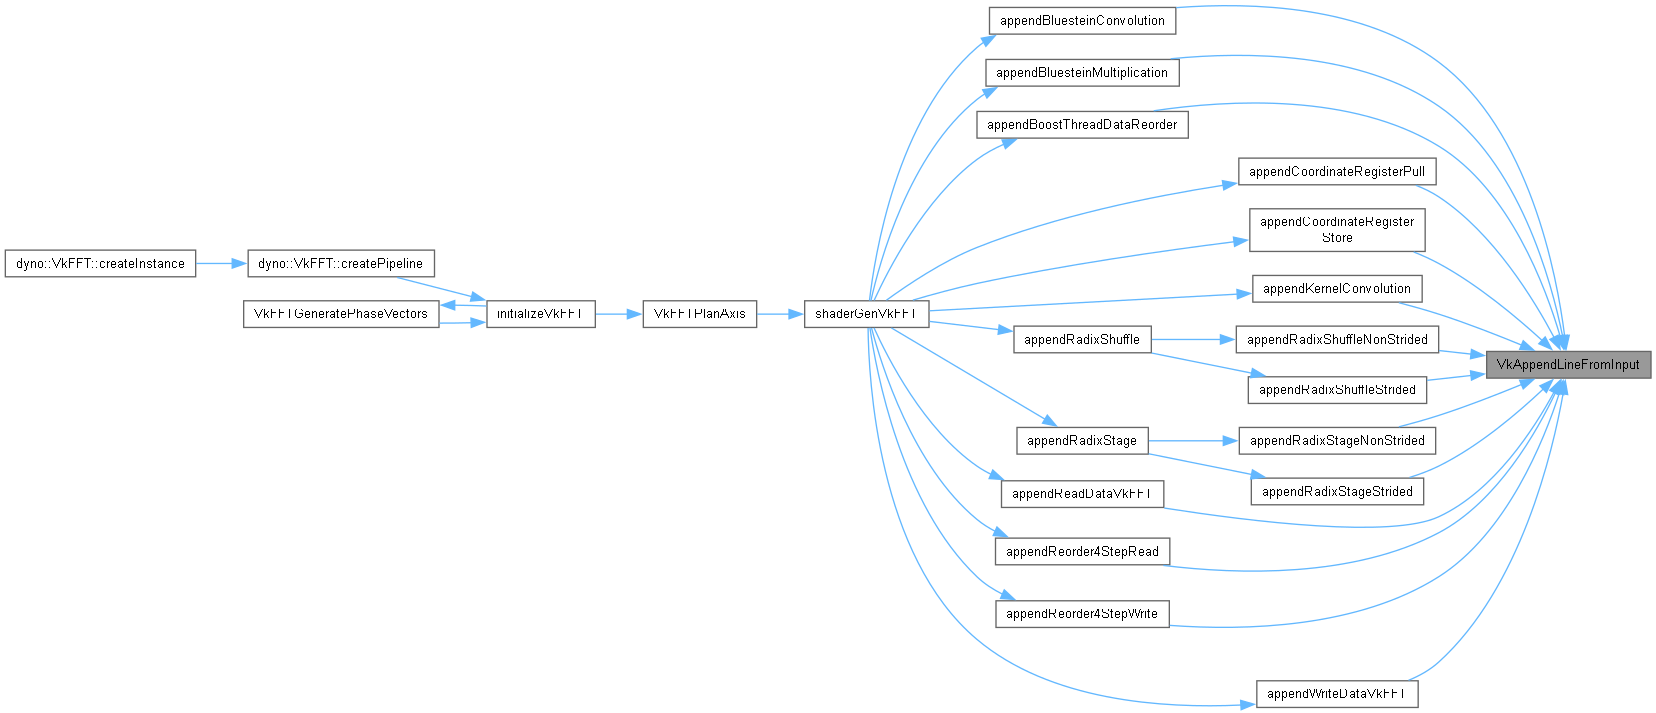 appendBluesteinConvolution
appendBluesteinMultiplication
appendBoostThreadDataReorder
appendCoordinateRegisterPull
appendCoordinateRegister
Store
dyno::VkFFT::createInstance
dyno::VkFFT::createPipeline
appendKernelConvolution
VkFFTGeneratePhaseVectors
initializeVkFFT
VkFFTPlanAxis
shaderGenVkFFT
appendRadixShuffle
appendRadixShuffleNonStrided
VkAppendLineFromInput
appendRadixShuffleStrided
appendRadixStage
appendRadixStageNonStrided
appendRadixStageStrided
appendReadDataVkFFT
appendReorder4StepRead
appendReorder4StepWrite
appendWriteDataVkFFT